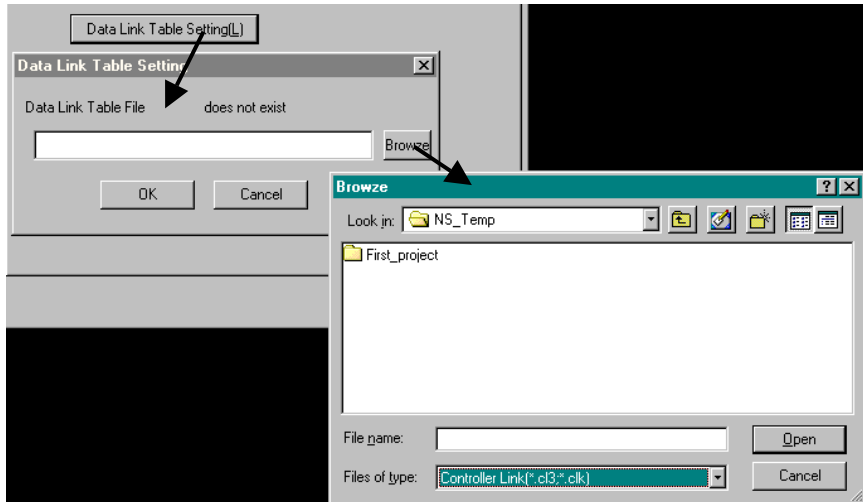 Data Link Table Setting(L)
Data Link Table Setting
Data Link Table File does not exist
Browze
OK Cancel
Browze
Look in: NS_Temp
First_project
File name:
Open
Files of type: Controller Link(*.cl3;*.clk)
Cancel